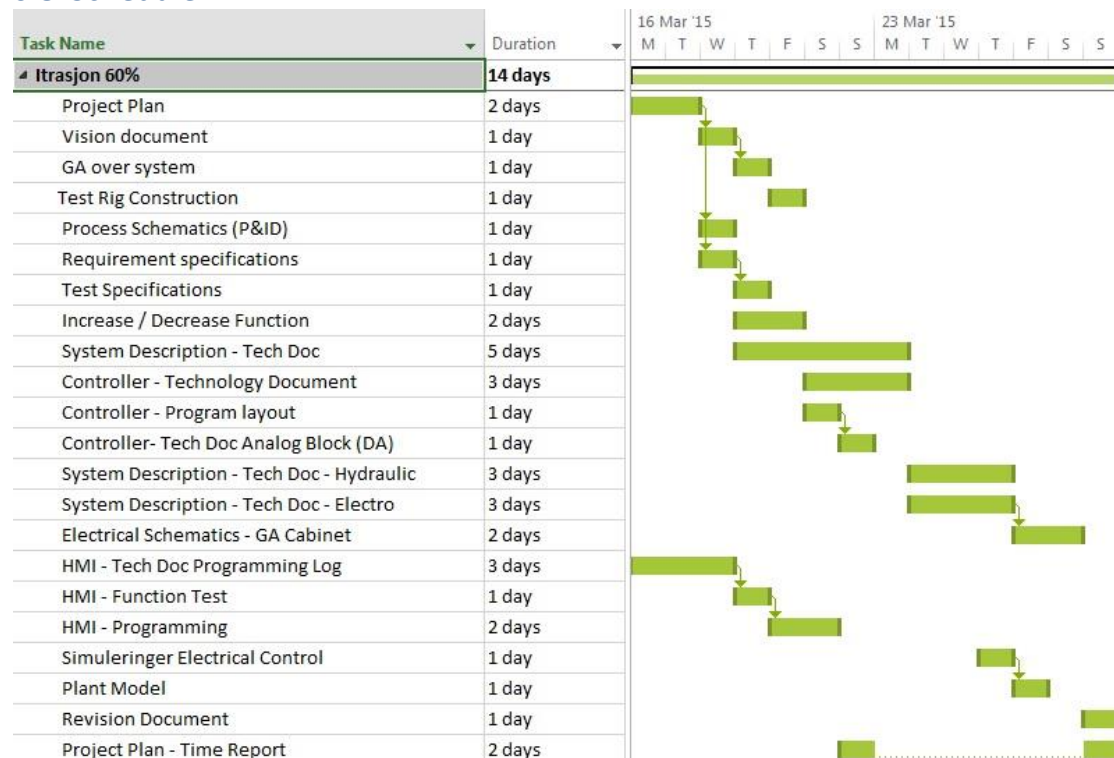 16 Mar '15 23 Mar '15
Task Name Duration M T W T F S S M T W T F S S
Itrasjon 60% 14 days
Project Plan 2 days
Vision document 1 day
GA over system 1 day
Test Rig Construction 1 day
Process Schematics (P&ID) 1 day
Requirement specifications 1 day
Test Specifications 1 day
Increase / Decrease Function 2 days
System Description - Tech Doc 5 days
Controller - Technology Document 3 days
Controller - Program layout 1 day
Controller- Tech Doc Analog Block (DA) 1 day
System Description - Tech Doc - Hydraulic 3 days
System Description - Tech Doc - Electro 3 days
Electrical Schematics - GA Cabinet 2 days
HMI - Tech Doc Programming Log 3 days
HMI - Function Test 1 day
HMI - Programming 2 days
Simuleringer Electrical Control 1 day
Plant Model 1 day
Revision Document 1 day
Project Plan - Time Report 2 days